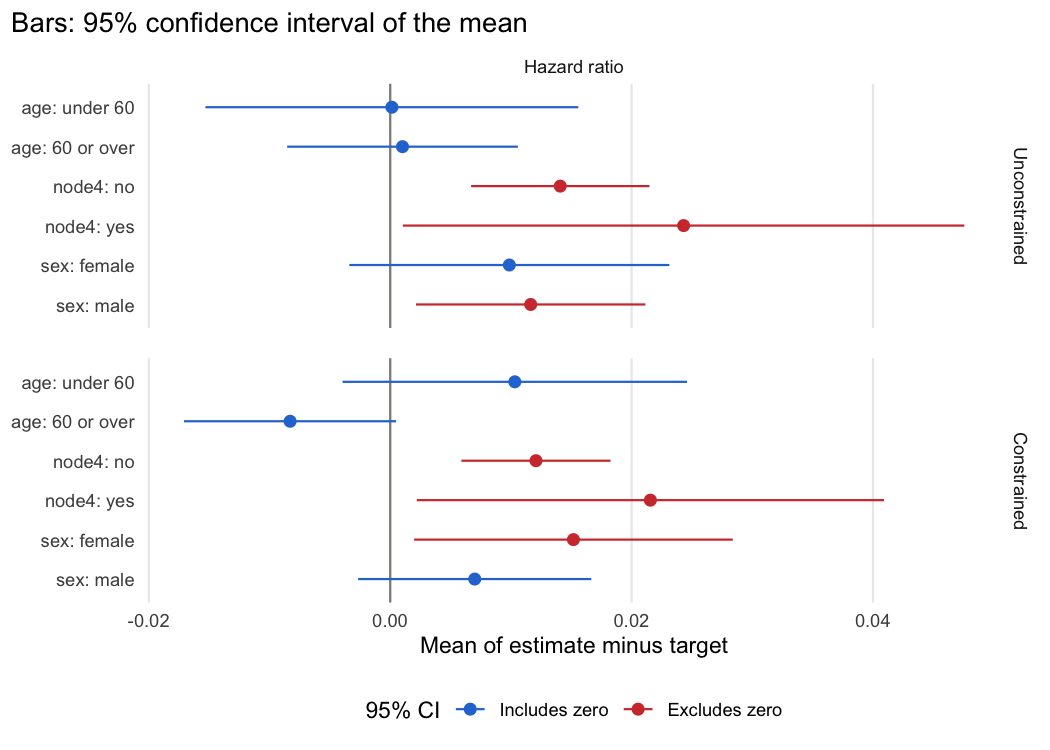 Bars: 95% confidence interval of the mean
Hazard ratio
age: under 60
age: 60 or over
node4: no
node4: yes
sex: female
sex: male
Unconstrained
age: under 60
age: 60 or over
node4: no
node4: yes
sex: female
sex: male
Constrained
-0.02 0.00 0.02 0.04
Mean of estimate minus target
95% CI Includes zero Excludes zero